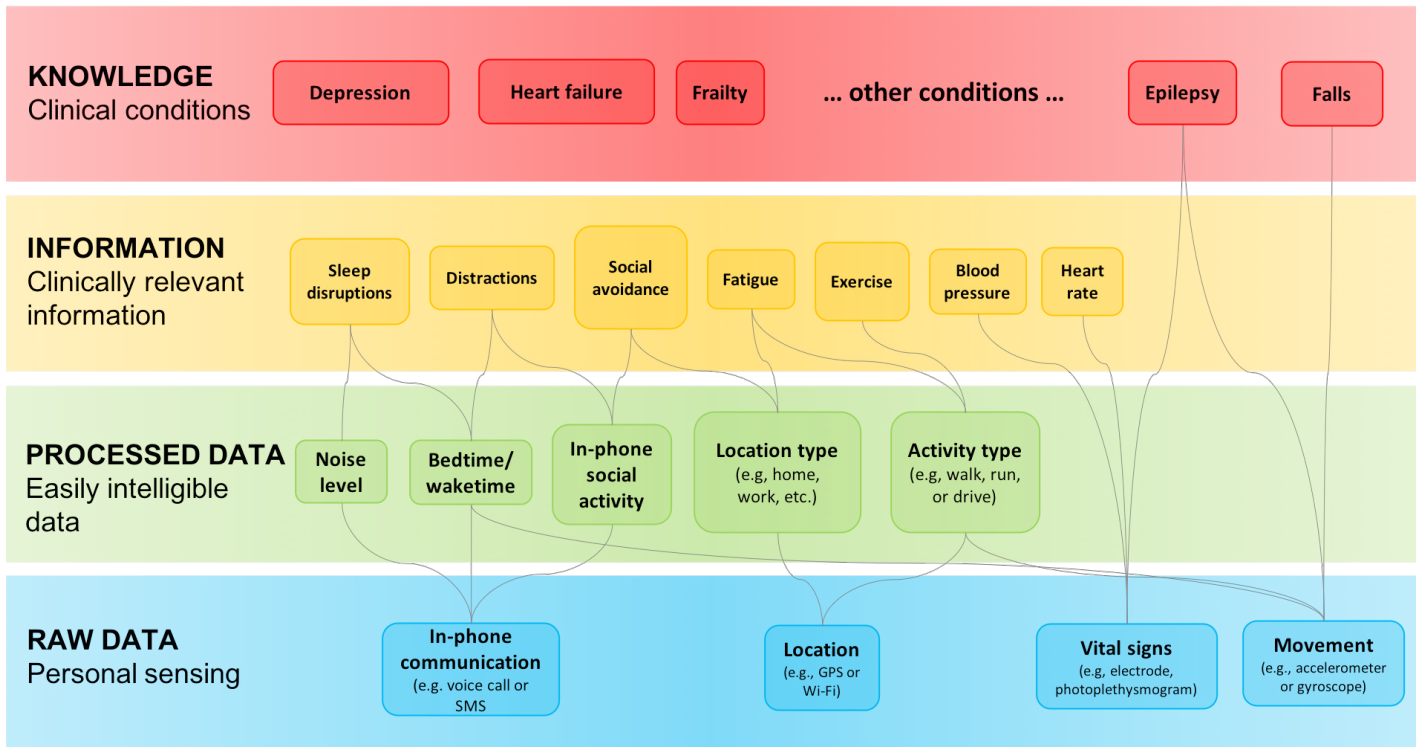 KNOWLEDGE
Clinical conditions
Depression
Heart failure
Frailty
... other conditions ...
Epilepsy
Falls
INFORMATION
Clinically relevant
information
Sleep
disruptions
Distractions
Social
avoidance
Fatigue
Exercise
Blood
pressure
Heart
rate
PROCESSED DATA
Easily intelligible
data
Noise
level
Bedtime/
waketime
In-phone
social
activity
Location type
(e.g, home,
work, etc.)
Activity type
(e.g, walk, run,
or drive)
RAW DATA
Personal sensing
In-phone
communication
(e.g. voice call or
SMS
Location
(e.g., GPS or
Wi-Fi)
Vital signs
(e.g, electrode,
photoplethysmogram)
Movement
(e.g., accelerometer
or gyroscope)